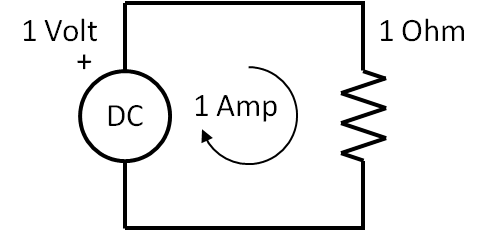 1 Volt
+
DC
1 Amp
1 Ohm